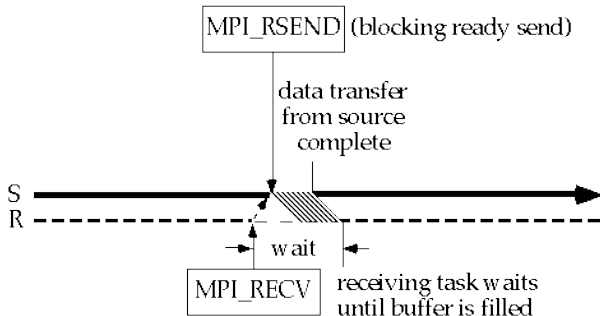 MPI_RSEND (blocking ready send)
data transfer
from source
complete
S
R
wait
MPI_RECV
receiving task waits
until buffer is filled